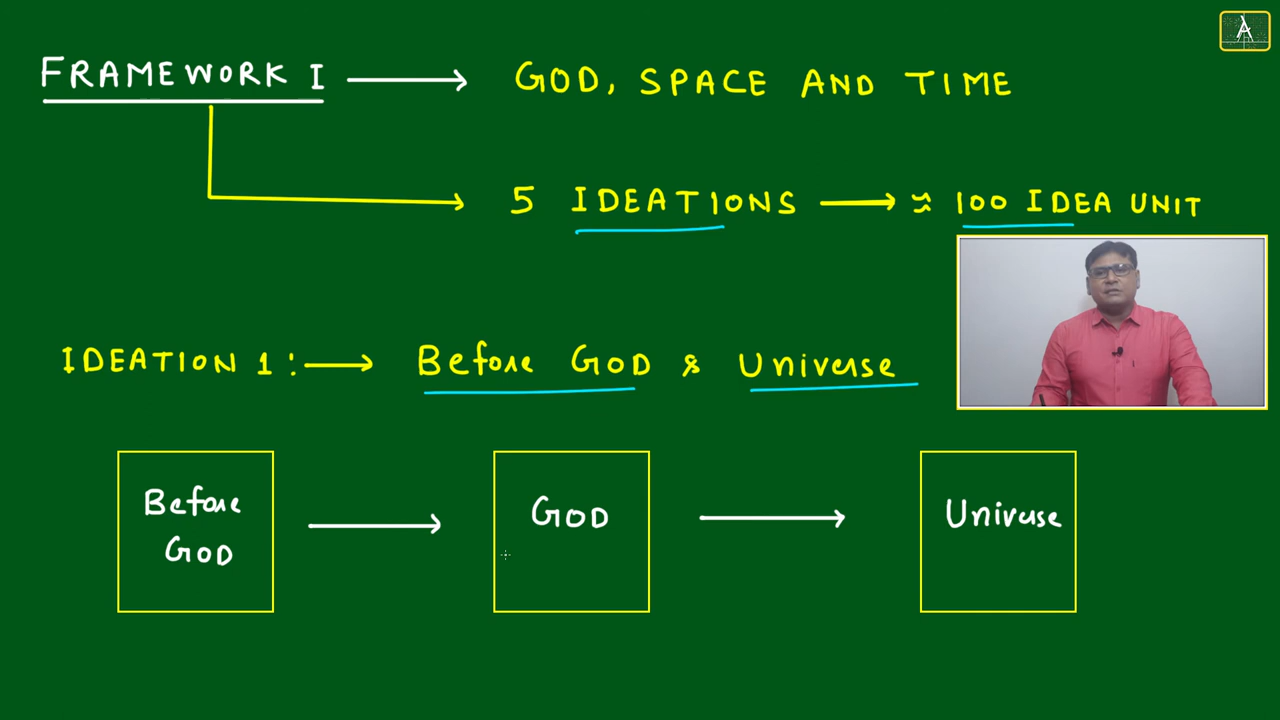 FRAMEWORK I → GOD, SPACE AND TIME
5 IDEATIONS → ≈ 100 IDEA UNIT
IDEATION 1 :→ Before GOD & Universe
Before
GOD
→ GOD → Universe